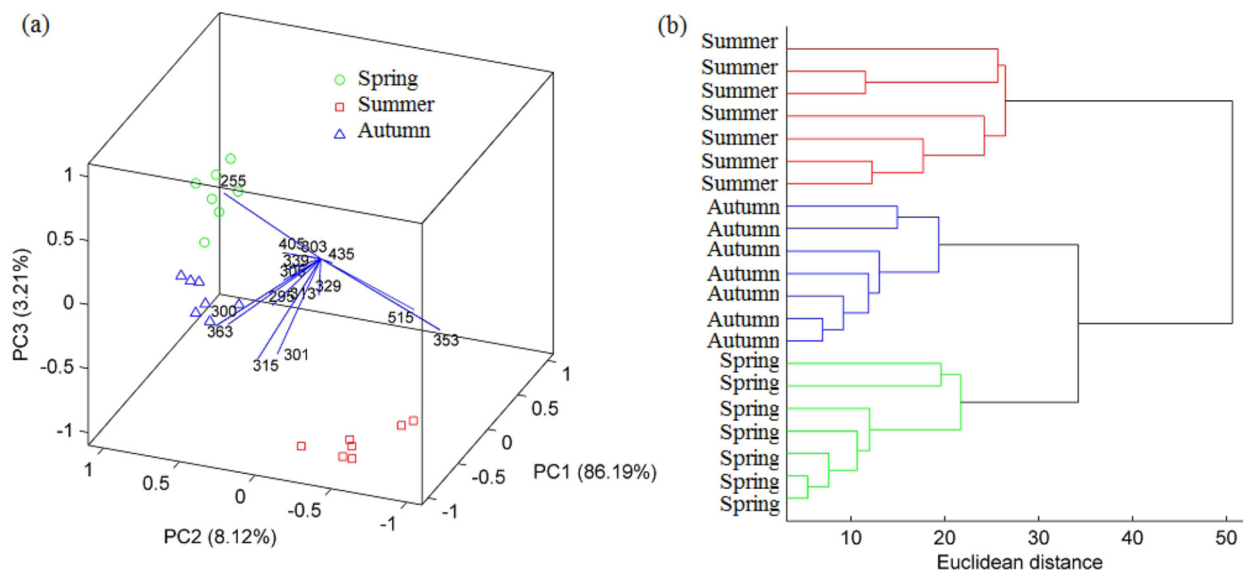 (a)
Spring
Summer
Autumn
255
405
303
435
339
305
329
295
313
300
363
515
353
315
301
1
0.5
0
-0.5
-1
PC3 (3.21%)
1
0.5
0
-0.5
-1
PC2 (8.12%)
1
0.5
0
-0.5
-1
PC1 (86.19%)
(b)
Summer
Summer
Summer
Summer
Summer
Summer
Summer
Autumn
Autumn
Autumn
Autumn
Autumn
Autumn
Autumn
Spring
Spring
Spring
Spring
Spring
Spring
Spring
10 20 30 40 50
Euclidean distance